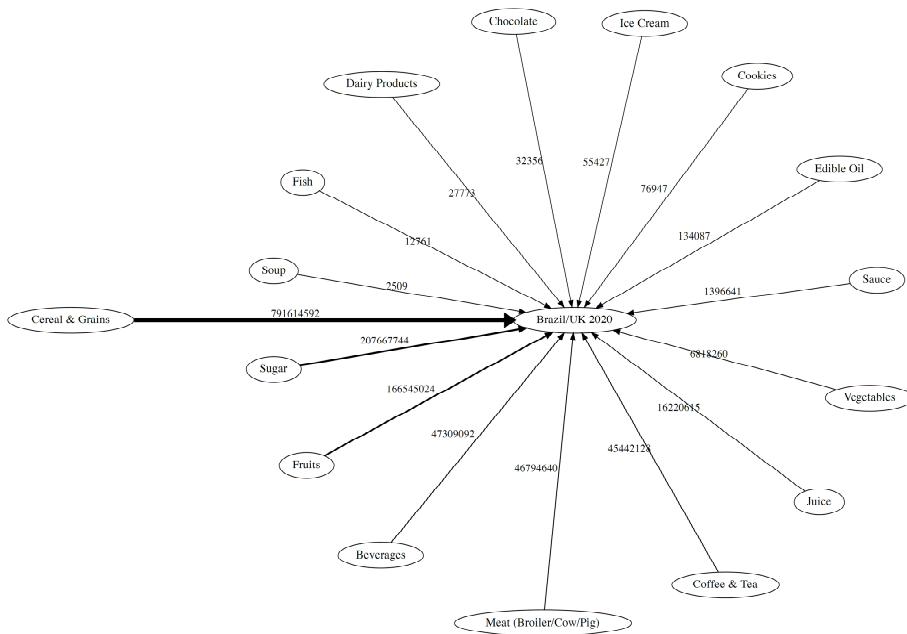 Chocolate
Ice Cream
Cookies
Dairy Products
Edible Oil
Fish
Soup
Sauce
Cereal & Grains
Brazil/UK 2020
Sugar
Vegetables
Fruits
Juice
Beverages
Coffee & Tea
Meat (Broiler/Cow/Pig)
32356
55427
76947
27773
134087
12761
2509
1396641
791614592
207667744
6818260
166545024
16220615
47309092
46794640
45442128